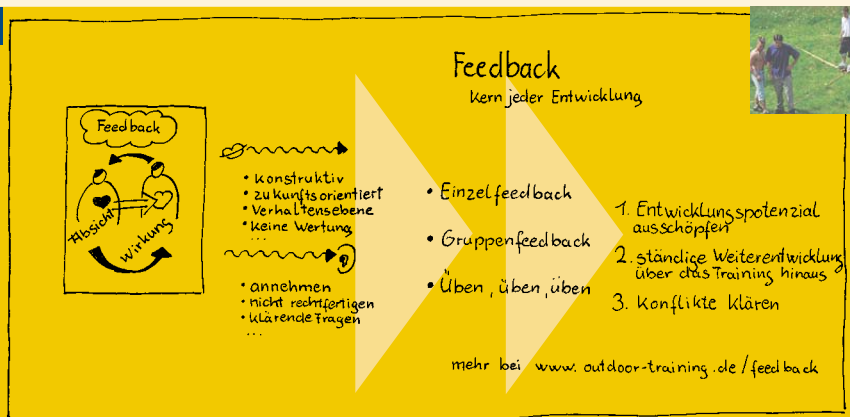 Feedback
Kern jeder Entwicklung
Feedback
Absicht
Wirkung
• konstruktiv
• zukunftsorientiert
• Verhaltensebene
• keine Wertung
...
• annehmen
• nicht rechtfertigen
• klärende Fragen
...
• Einzelfeedback
• Gruppenfeedback
• Üben, üben, üben
1. Entwicklungspotenzial
ausschöpfen
2. ständige Weiterentwicklung
über das Training hinaus
3. Konflikte klären
mehr bei www.outdoor-training.de/feedback